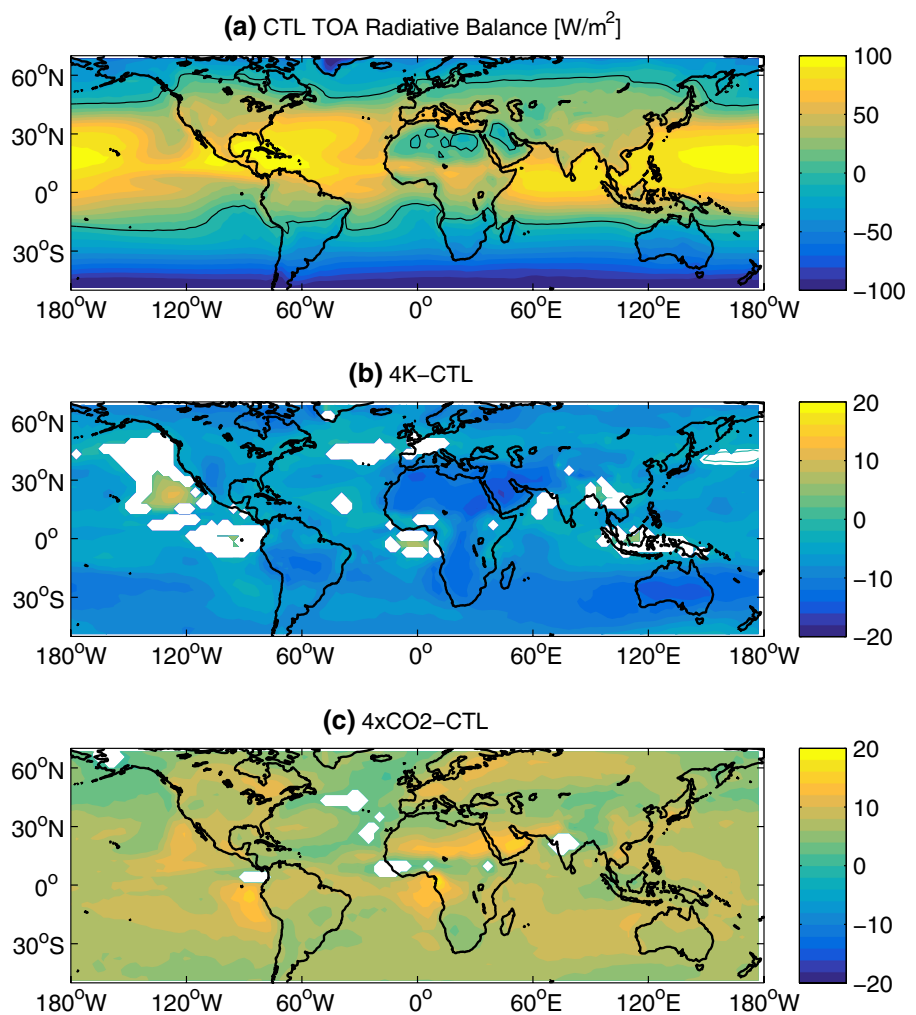 (a) CTL TOA Radiative Balance [W/m²]
60°N
30°N
0°
30°S
180°W 120°W 60°W 0° 60°E 120°E 180°W
100
50
0
−50
−100
(b) 4K−CTL
60°N
30°N
0°
30°S
180°W 120°W 60°W 0° 60°E 120°E 180°W
20
10
0
−10
−20
(c) 4xCO2−CTL
60°N
30°N
0°
30°S
180°W 120°W 60°W 0° 60°E 120°E 180°W
20
10
0
−10
−20